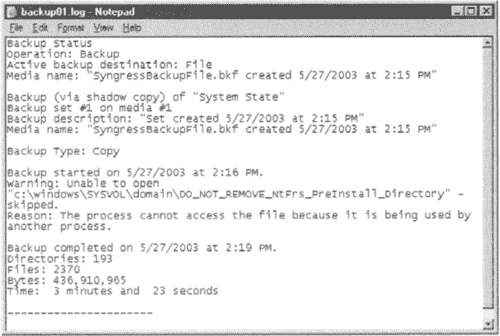 backup01.log - Notepad
File Edit Format View Help
Backup Status
Operation: Backup
Active backup destination: File
Media name: "SyngressBackupFile.bkf created 5/27/2003 at 2:15 PM"
Backup (via shadow copy) of "System State"
Backup set #1 on media #1
Backup description: "Set created 5/27/2003 at 2:15 PM"
Media name: "SyngressBackupFile.bkf created 5/27/2003 at 2:15 PM"
Backup Type: Copy
Backup started on 5/27/2003 at 2:16 PM.
Warning: Unable to open
"c:\windows\SYSVOL\domain\DO_NOT_REMOVE_NtFrs_PreInstall_Directory" -
skipped.
Reason: The process cannot access the file because it is being used by
another process.
Backup completed on 5/27/2003 at 2:19 PM.
Directories: 193
Files: 2370
Bytes: 436,910,965
Time: 3 minutes and 23 seconds
----------------------